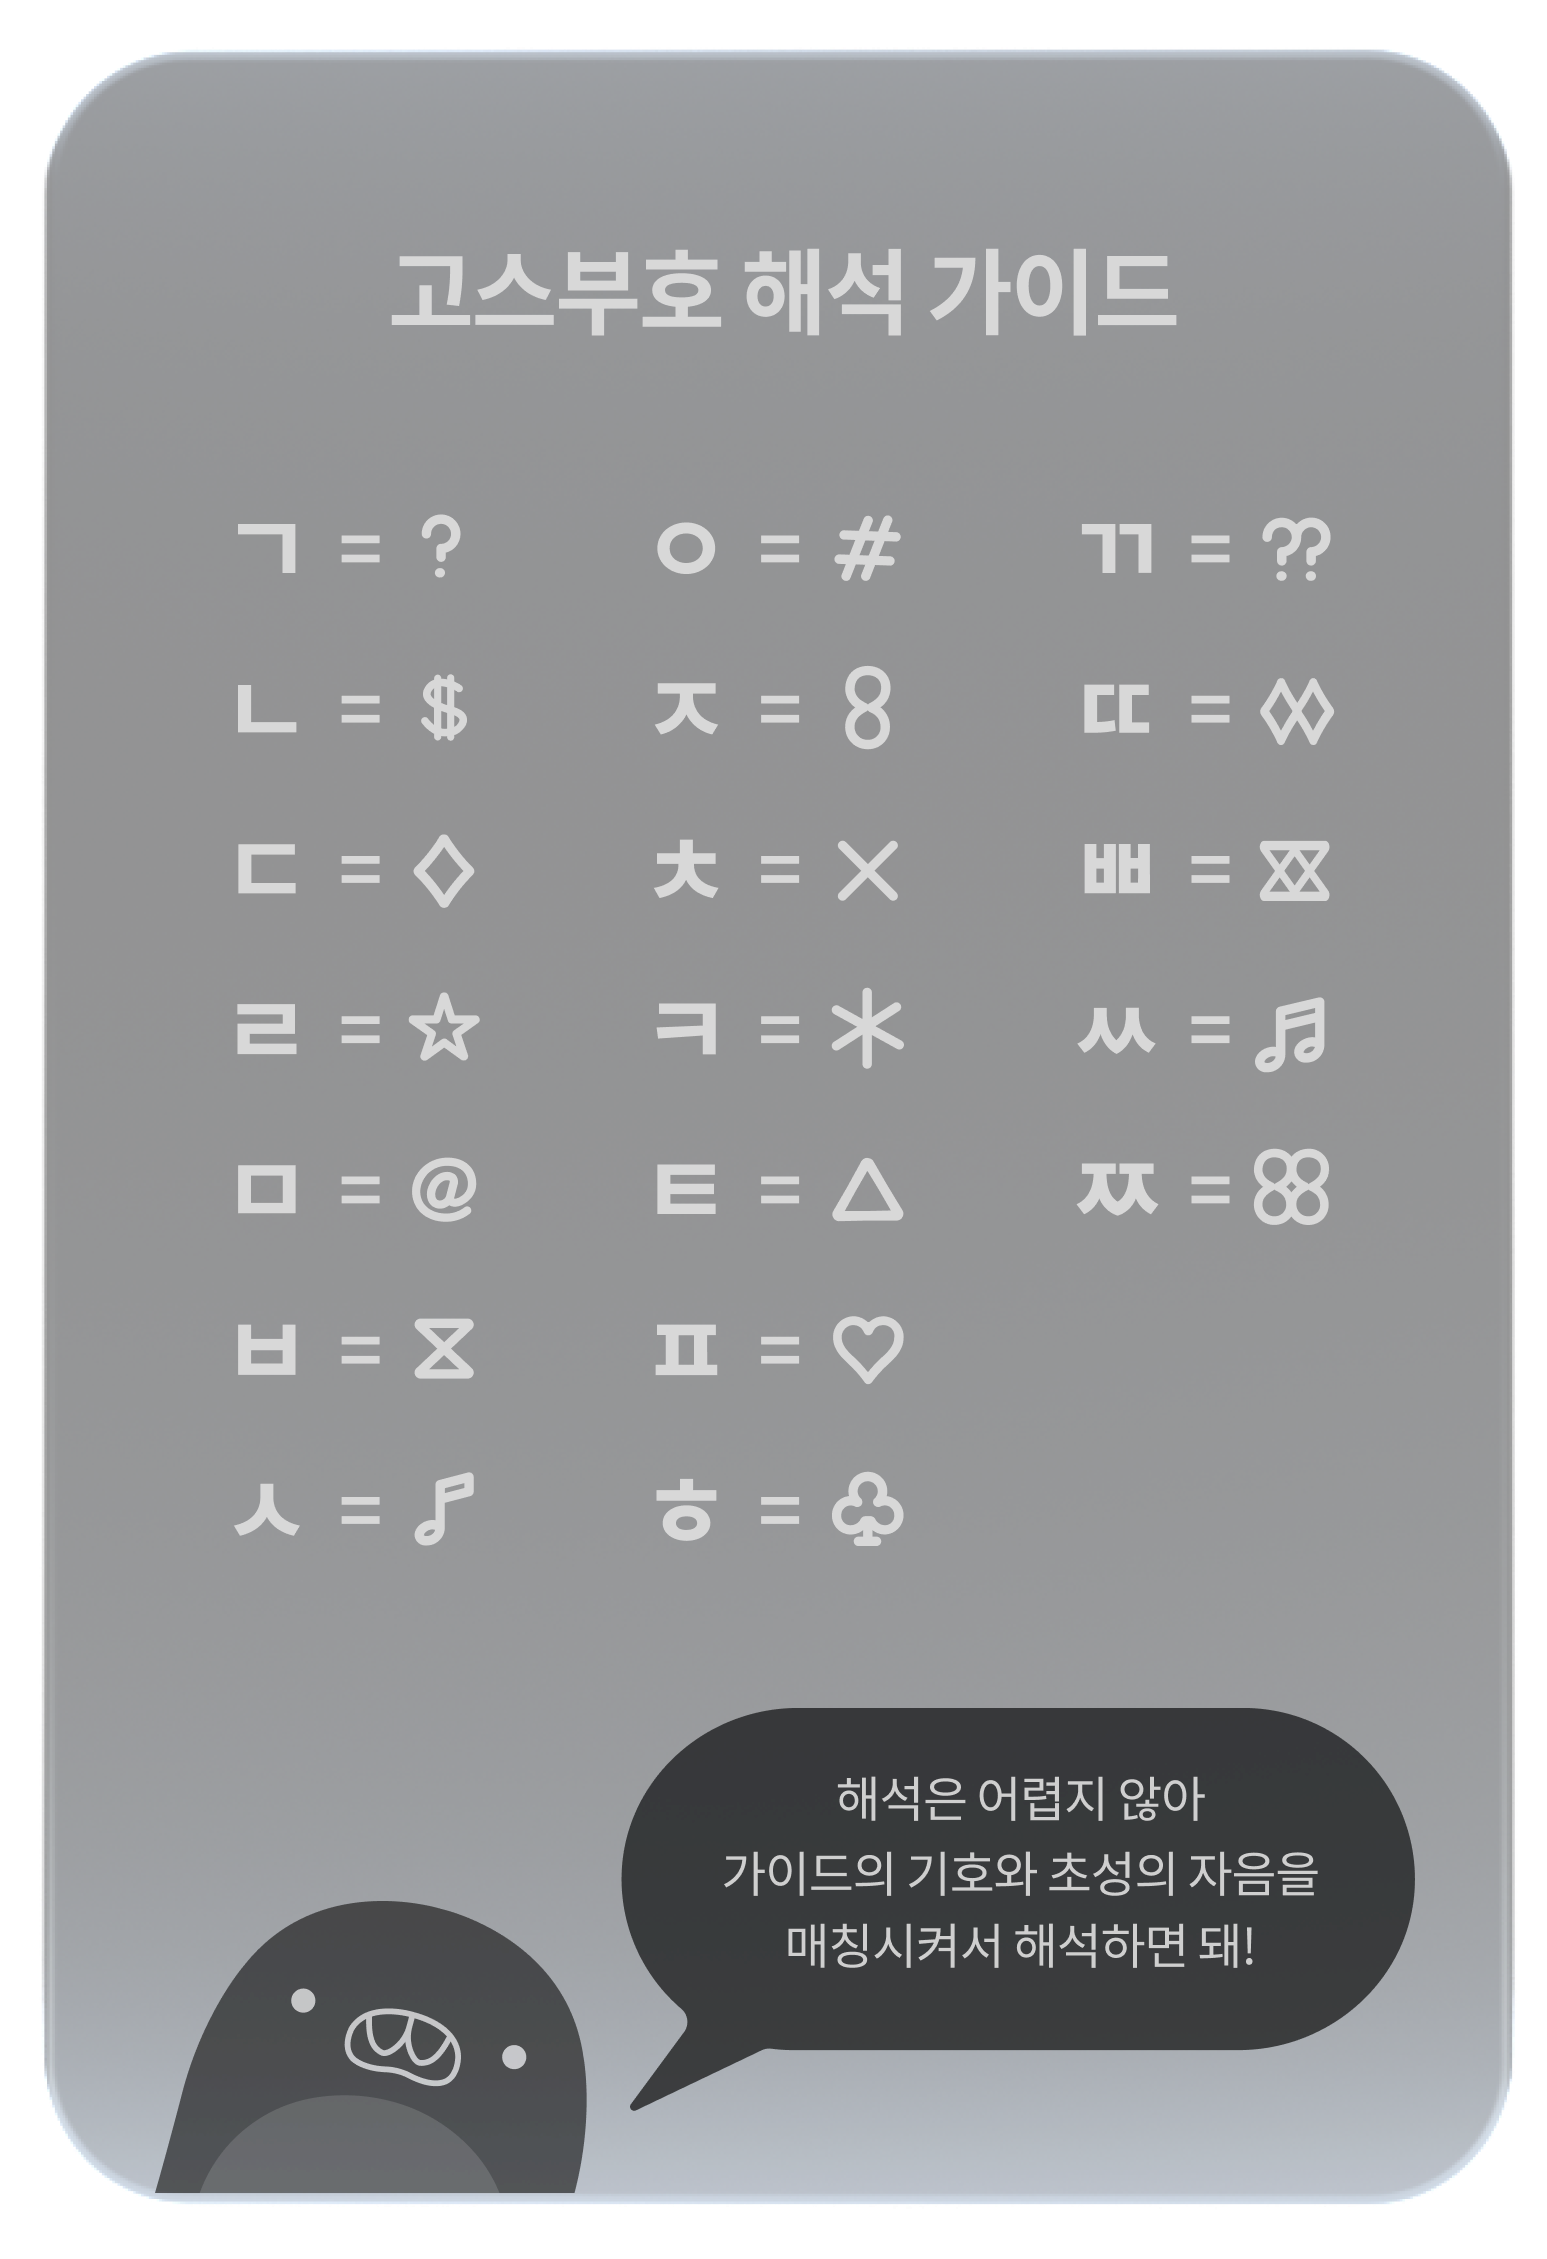 고스부호 해석 가이드
ㄱ = ? ㅇ = # ㄲ = ⁇
ㄴ = $ ㅈ = 8 ㄸ = ◊◊
ㄷ = ◇ ㅊ = × ㅃ = ⧖⧖
ㄹ = ☆ ㅋ = * ㅆ = ♫
ㅁ = @ ㅌ = △ ㅉ = 88
ㅂ = ⧖ ㅍ = ♡
ㅅ = ♪ ㅎ = ♧
해석은 어렵지 않아
가이드의 기호와 초성의 자음을
매칭시켜서 해석하면 돼!